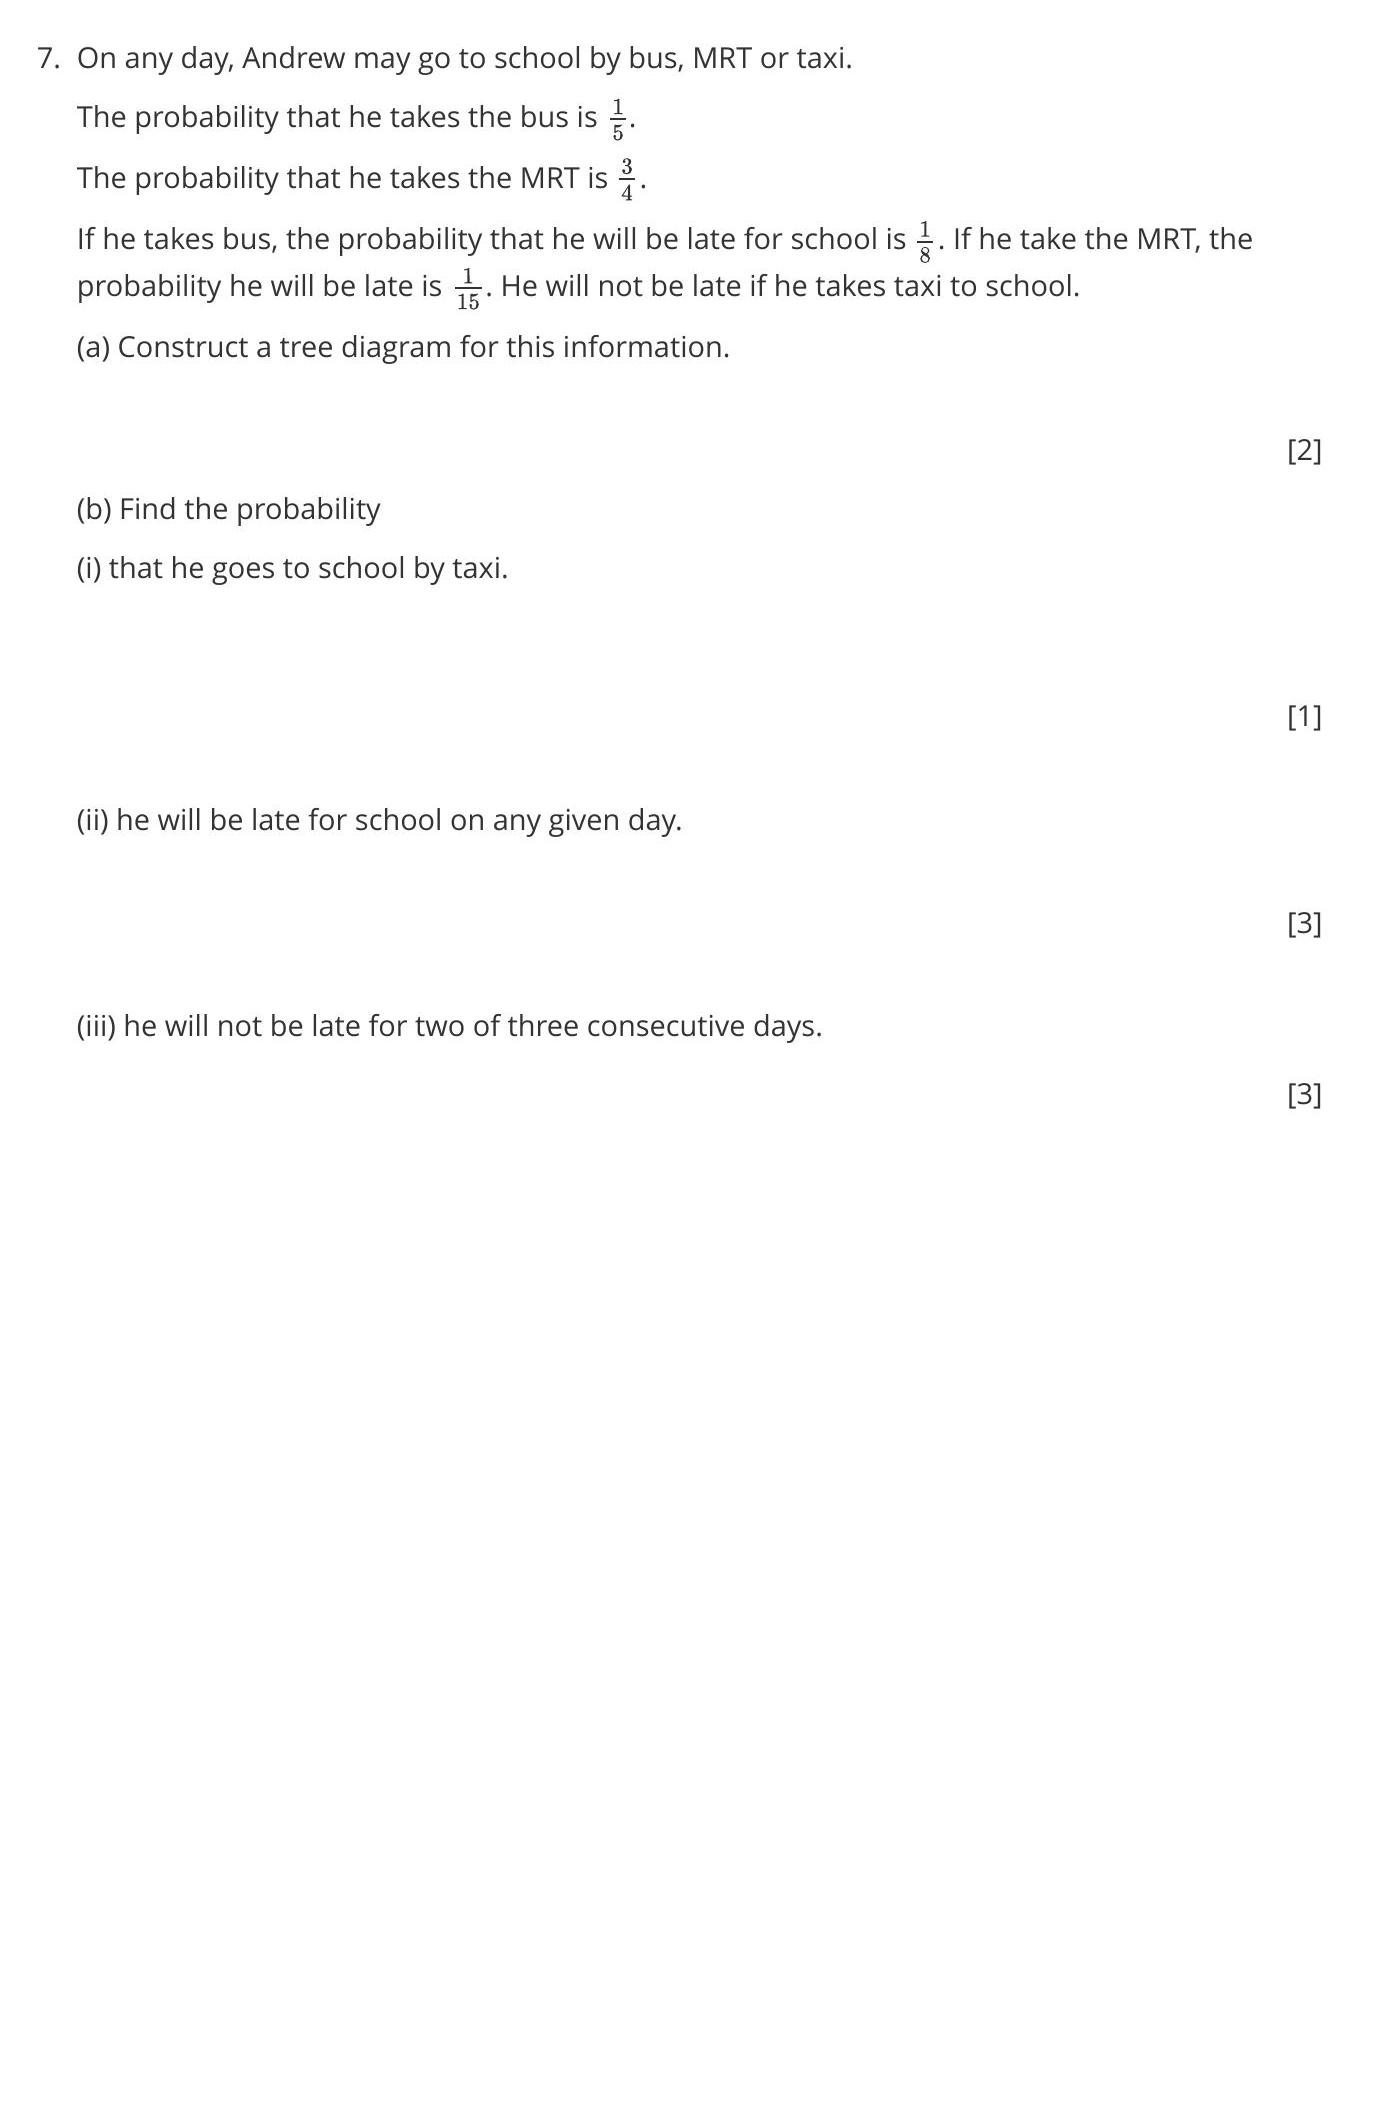 7. On any day, Andrew may go to school by bus, MRT or taxi.
The probability that he takes the bus is 1/5.
The probability that he takes the MRT is 3/4.
If he takes bus, the probability that he will be late for school is 1/8. If he take the MRT, the
probability he will be late is 1/15. He will not be late if he takes taxi to school.
(a) Construct a tree diagram for this information.
[2]
(b) Find the probability
(i) that he goes to school by taxi.
[1]
(ii) he will be late for school on any given day.
[3]
(iii) he will not be late for two of three consecutive days.
[3]